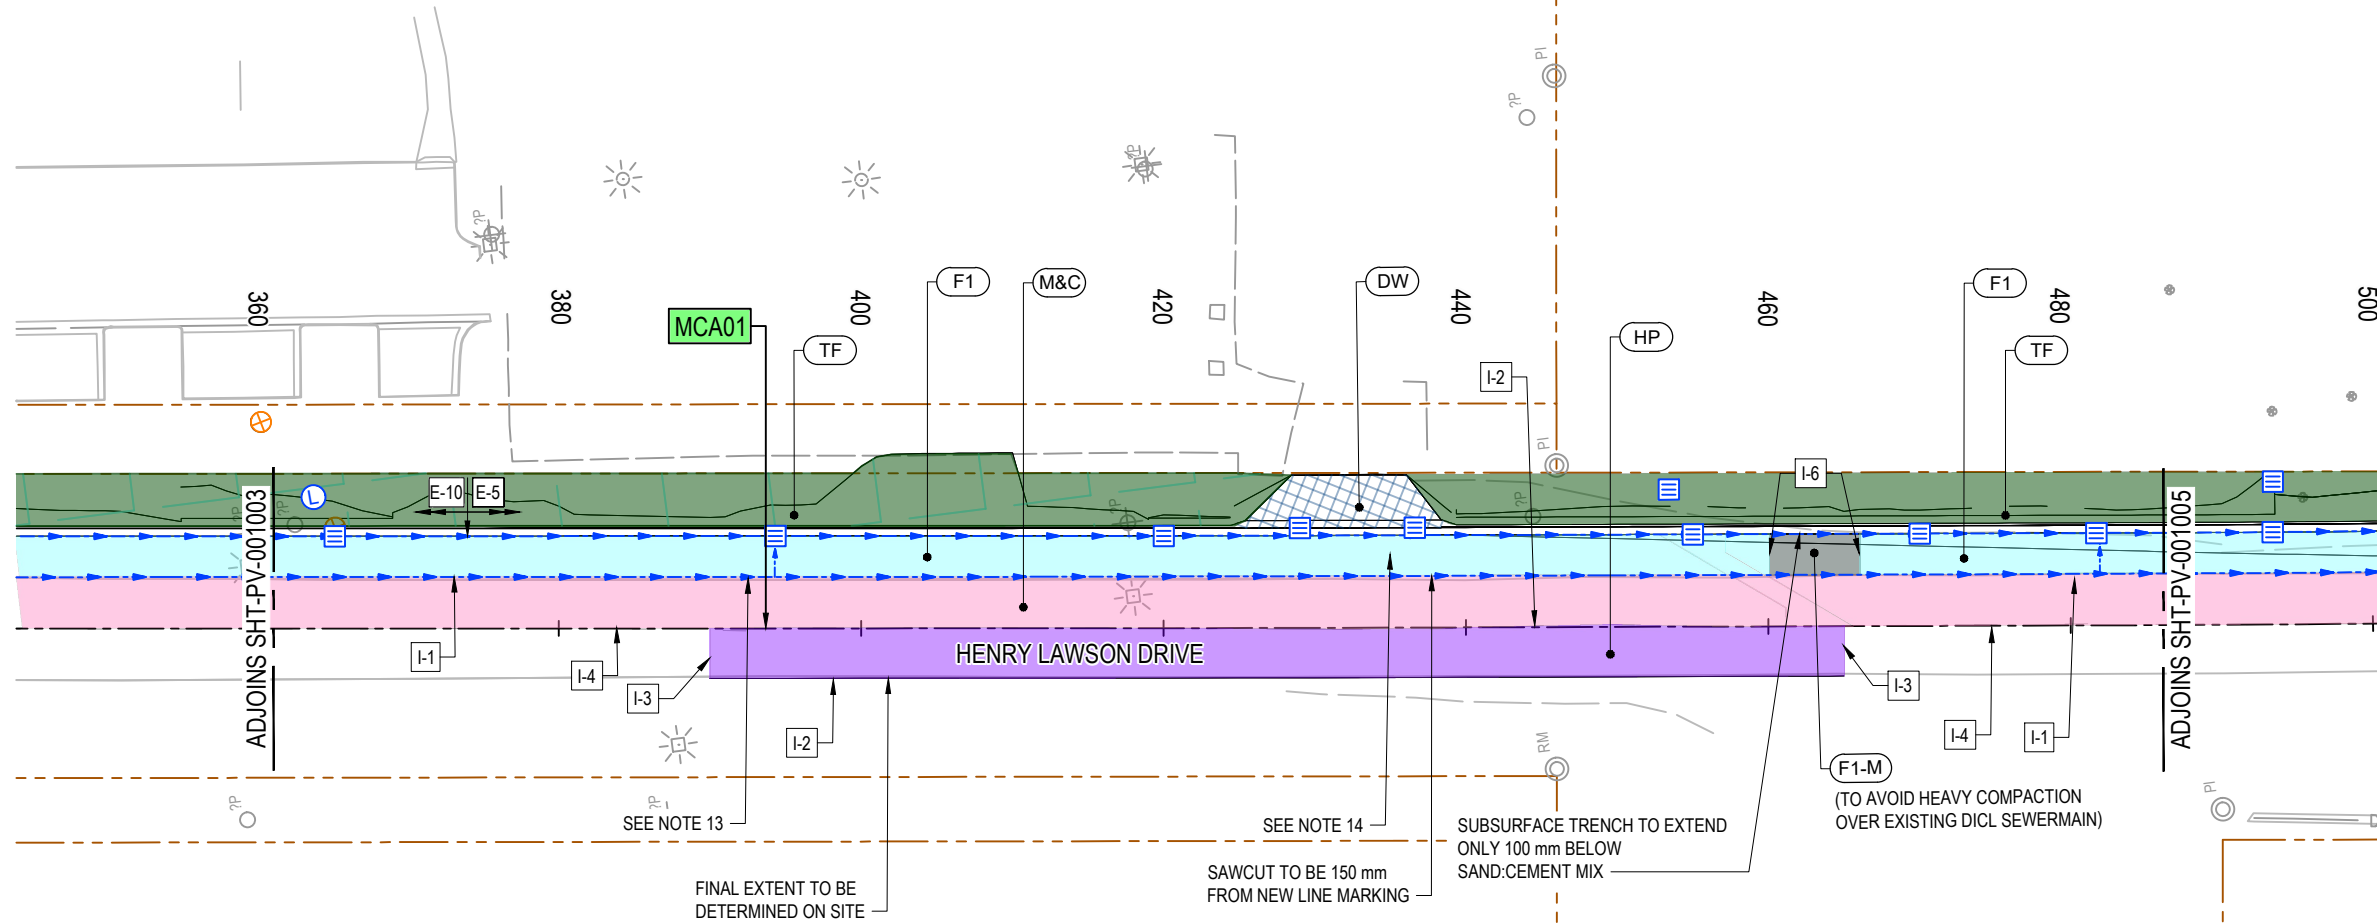 PI
?P
?P
?P
F1
M&C
DW
F1
360
380
400
420
440
460
480
500
MCA01
TF
HP
TF
I-2
PI
I-6
E-10
E-5
L
?P
?P
?P
?P
ADJOINS SHT-PV-001003
ADJOINS SHT-PV-001005
HENRY LAWSON DRIVE
I-1
I-4
I-3
I-2
I-3
I-4
I-1
RM
F1-M
(TO AVOID HEAVY COMPACTION
OVER EXISTING DICL SEWERMAIN)
PI
?P
?P
SEE NOTE 13
SEE NOTE 14
SUBSURFACE TRENCH TO EXTEND
ONLY 100 mm BELOW
SAND:CEMENT MIX
SAWCUT TO BE 150 mm
FROM NEW LINE MARKING
FINAL EXTENT TO BE
DETERMINED ON SITE